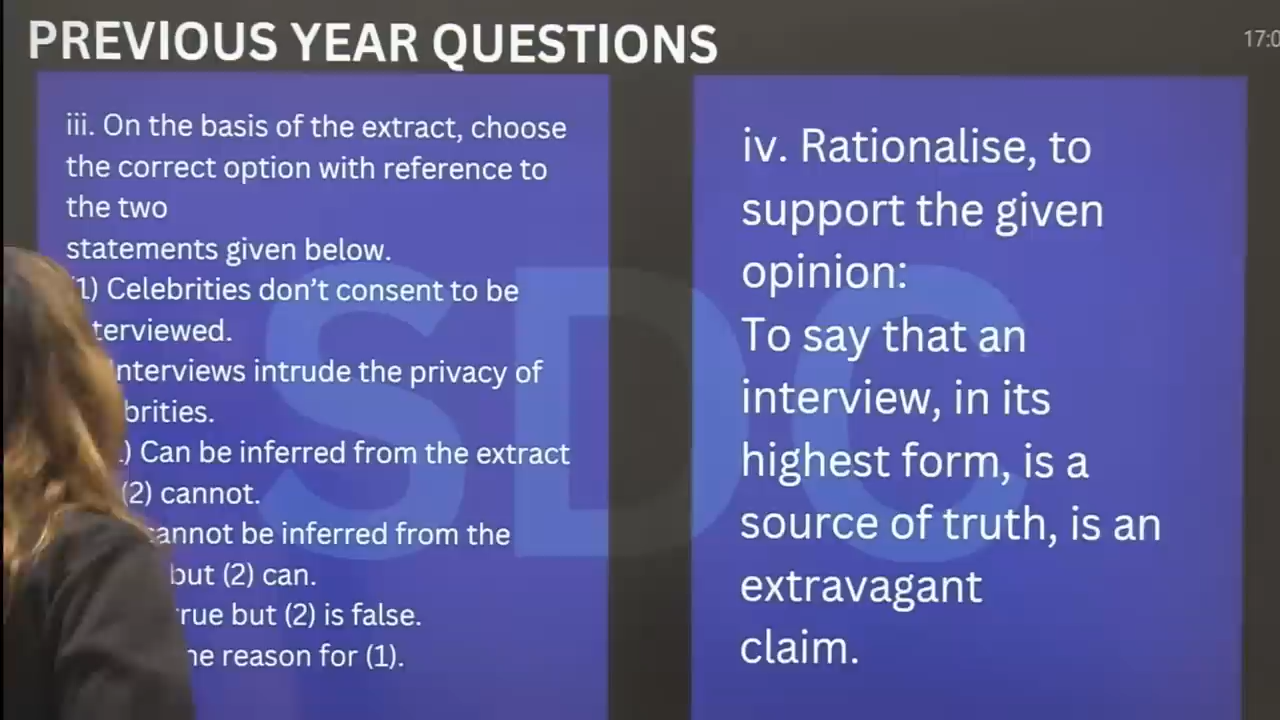 PREVIOUS YEAR QUESTIONS
17:0
iii. On the basis of the extract, choose
the correct option with reference to
the two
statements given below.
1) Celebrities don't consent to be
terviewed.
nterviews intrude the privacy of
brities.
) Can be inferred from the extract
(2) cannot.
annot be inferred from the
but (2) can.
rue but (2) is false.
he reason for (1).
iv. Rationalise, to
support the given
opinion:
To say that an
interview, in its
highest form, is a
source of truth, is an
extravagant
claim.
SDC